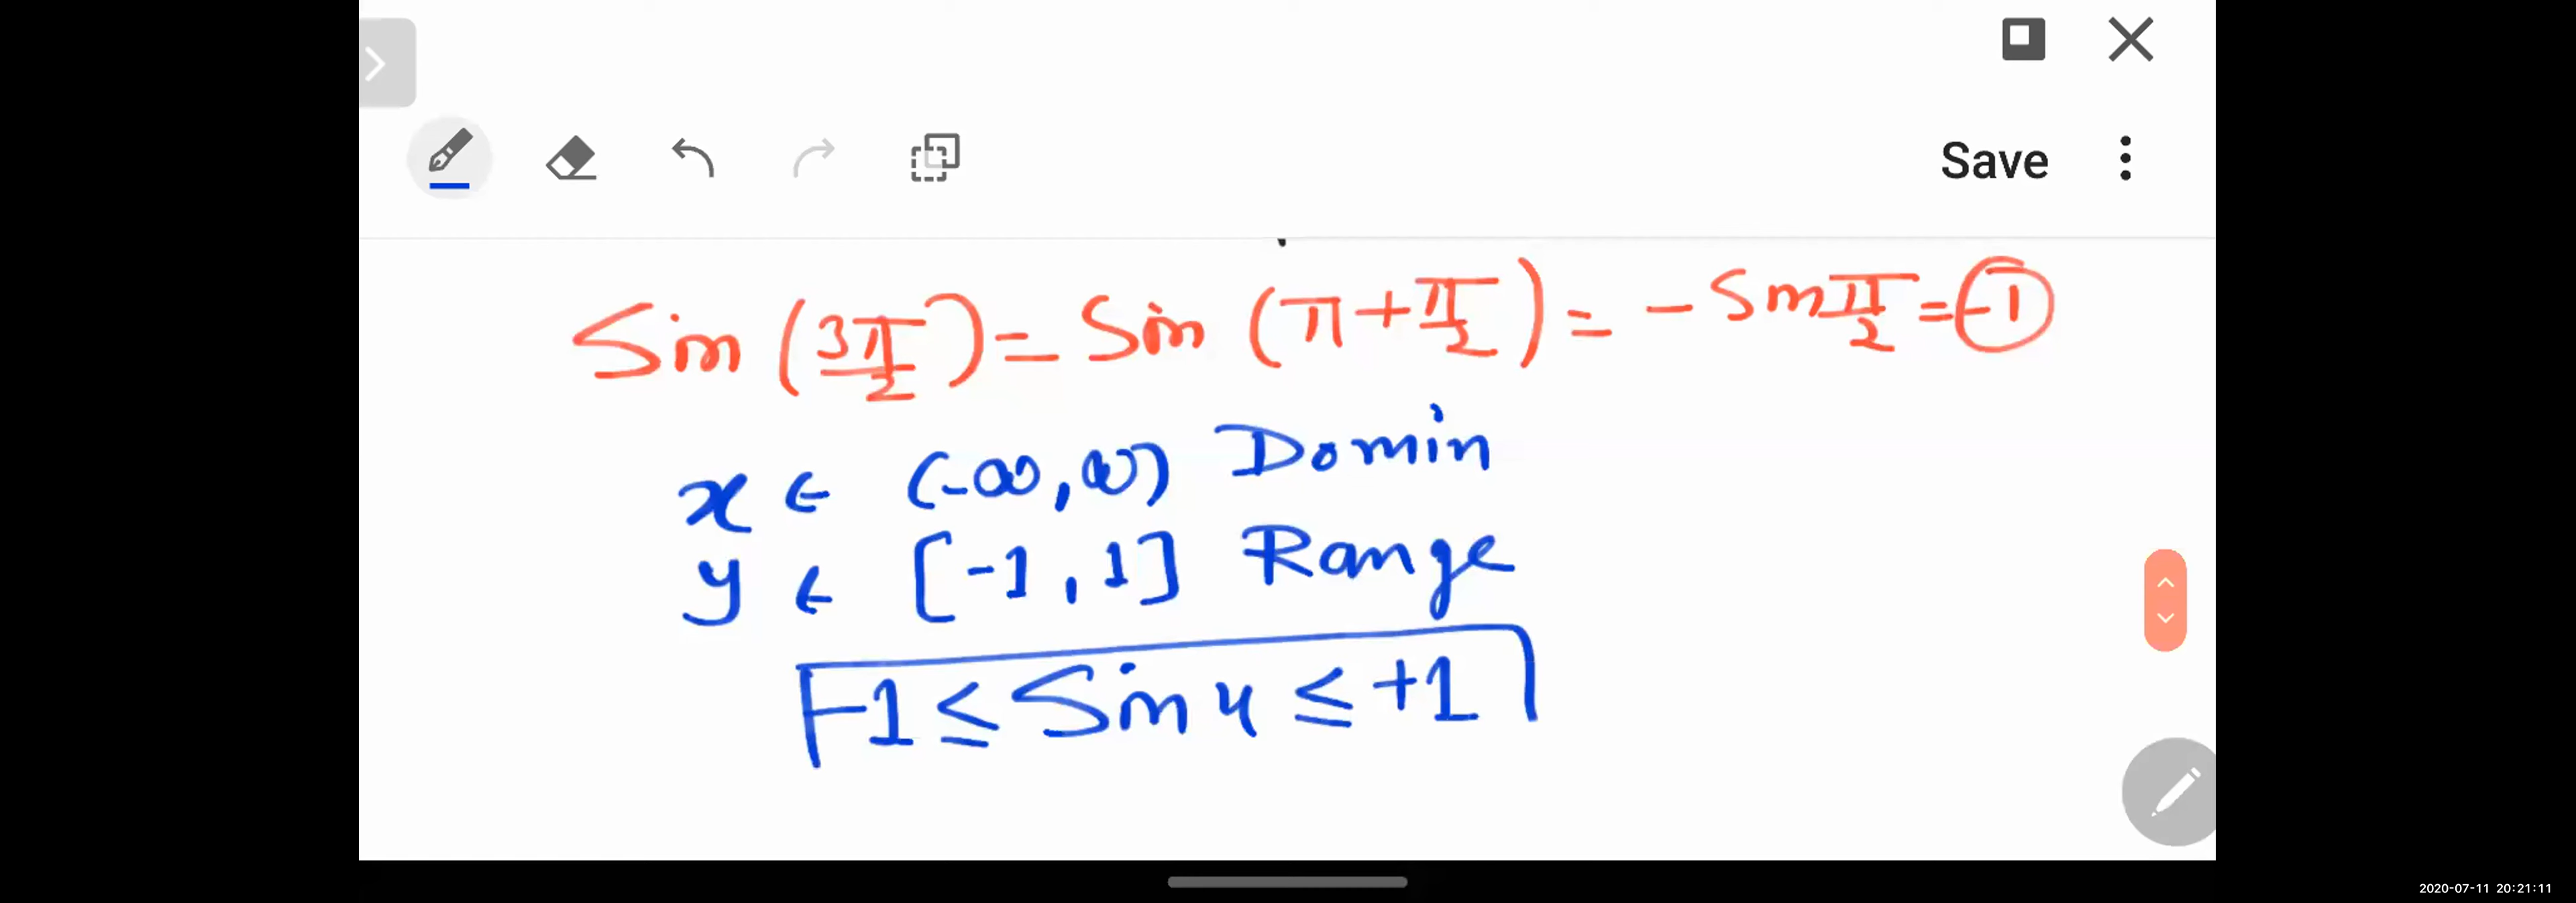 Save
Sin (3π/2) = Sin (π + π/2) = - Sin π/2 = -1
x ∈ (-∞, ∞) Domin
y ∈ [-1, 1] Range
-1 ≤ Sin x ≤ +1
2020-07-11 20:21:11